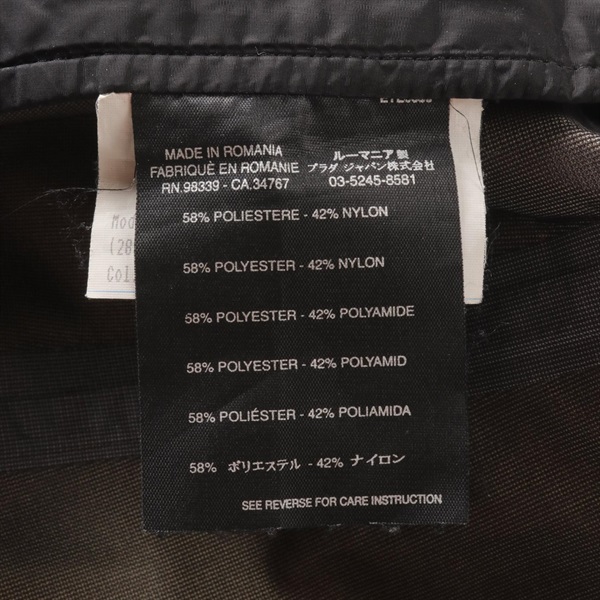 MADE IN ROMANIA
FABRIQUÈ EN ROMANIE
RN.98339 - CA.34767
ルーマニア製
プラダ ジャパン株式会社
03-5245-8581
58% POLIESTERE - 42% NYLON
58% POLYESTER - 42% NYLON
58% POLYESTER - 42% POLYAMIDE
58% POLYESTER - 42% POLYAMID
58% POLIÉSTER - 42% POLIAMIDA
58% ポリエステル - 42% ナイロン
SEE REVERSE FOR CARE INSTRUCTION
Mod
(28
Col